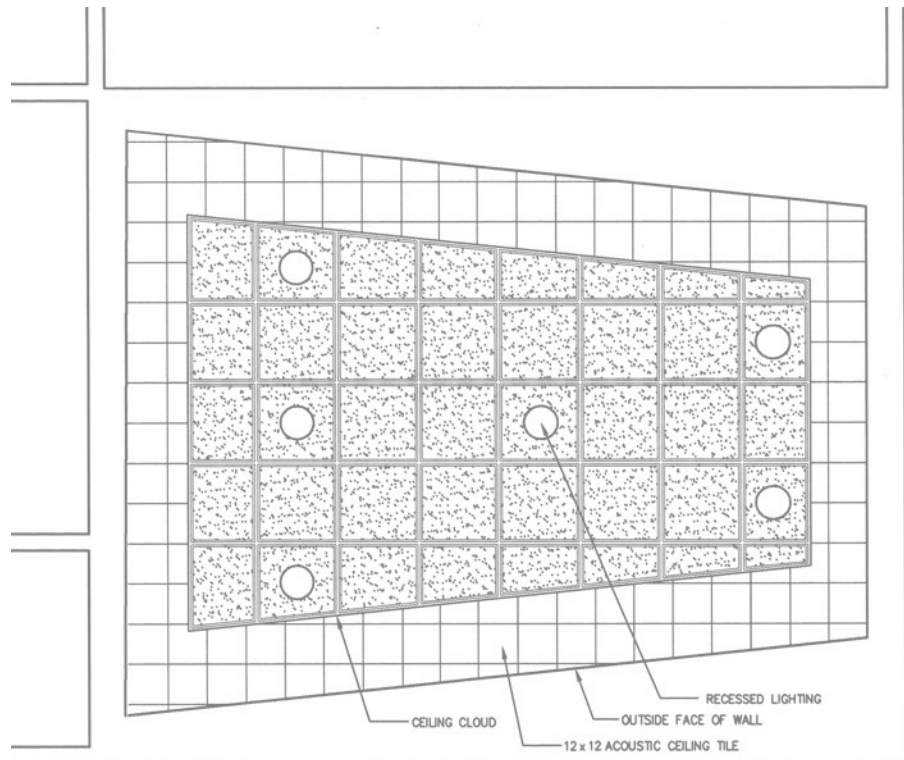 RECESSED LIGHTING
OUTSIDE FACE OF WALL
CEILING CLOUD
12 x 12 ACOUSTIC CEILING TILE